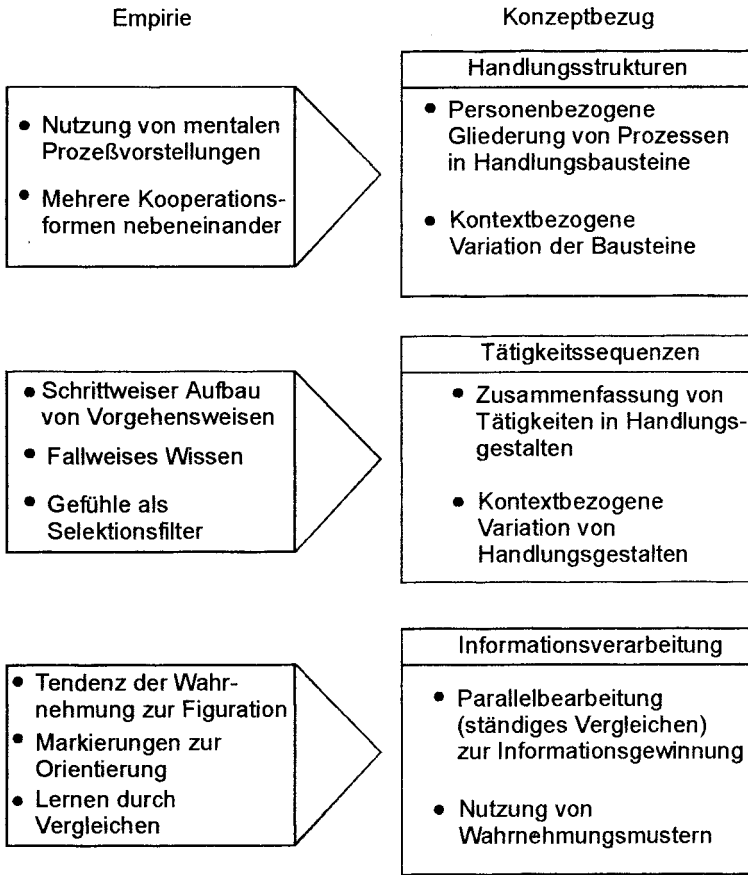 Empirie
Konzeptbezug
Nutzung von mentalen
Prozeßvorstellungen
Mehrere Kooperations-
formen nebeneinander
Handlungsstrukturen
Personenbezogene
Gliederung von Prozessen
in Handlungsbausteine
Kontextbezogene
Variation der Bausteine
Schrittweiser Aufbau
von Vorgehensweisen
Fallweises Wissen
Gefühle als
Selektionsfilter
Tätigkeitssequenzen
Zusammenfassung von
Tätigkeiten in Handlungs-
gestalten
Kontextbezogene
Variation von
Handlungsgestalten
Tendenz der Wahr-
nehmung zur Figuration
Markierungen zur
Orientierung
Lernen durch
Vergleichen
Informationsverarbeitung
Parallelbearbeitung
(ständiges Vergleichen)
zur Informationsgewinnung
Nutzung von
Wahrnehmungsmustern